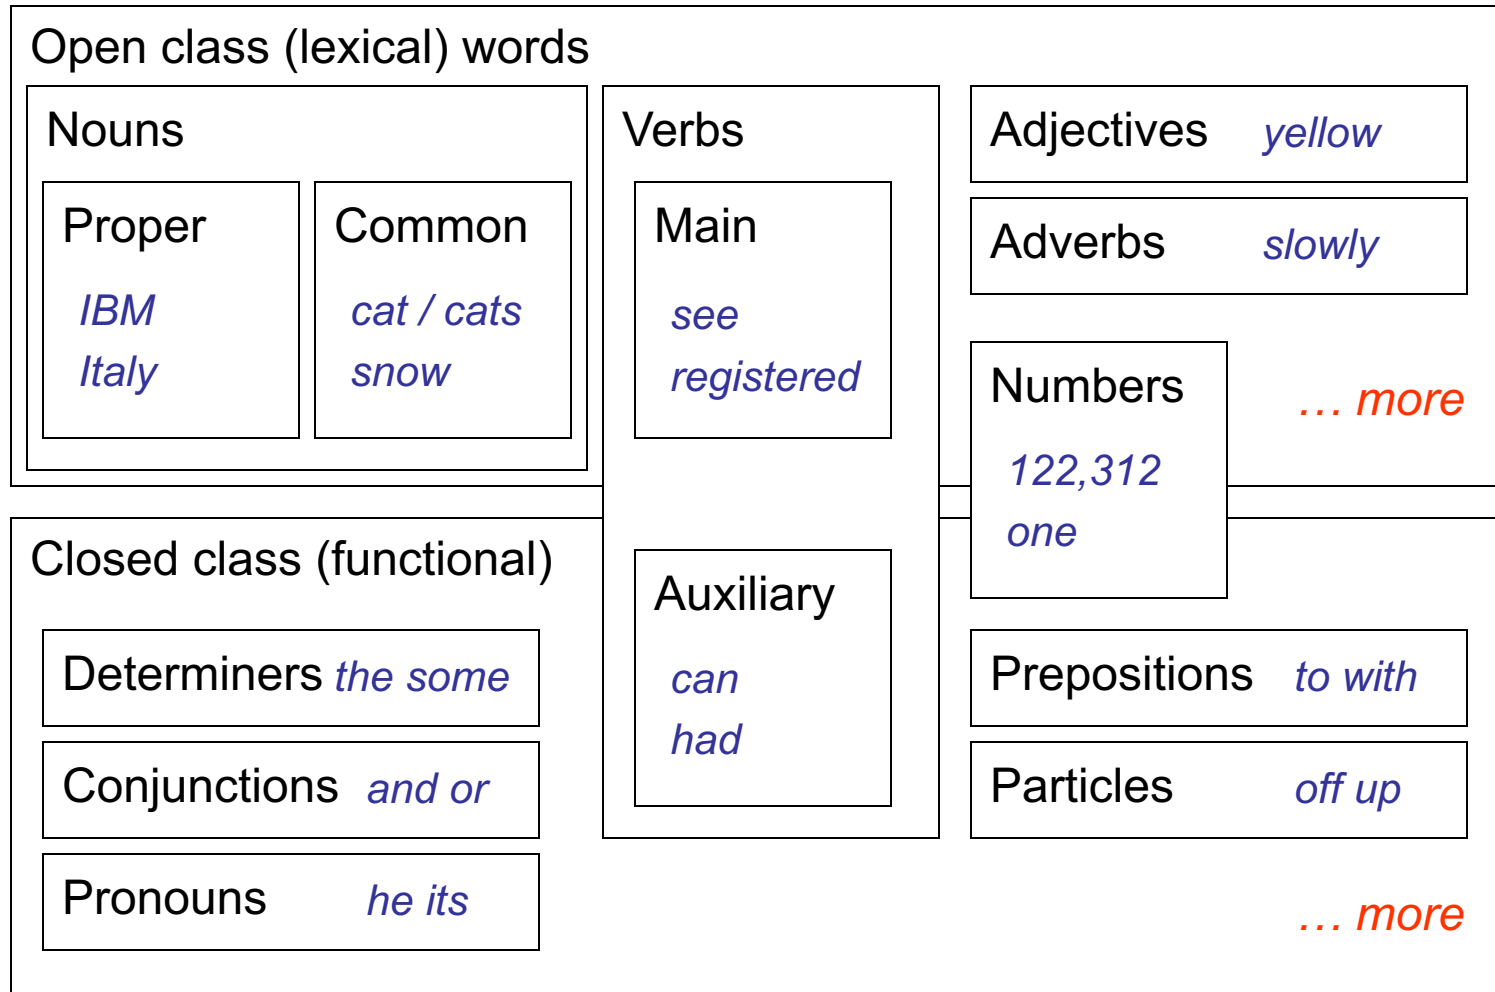 Open class (lexical) words
Nouns
Proper
IBM
Italy
Common
cat / cats
snow
Verbs
Main
see
registered
Adjectives yellow
Adverbs slowly
Numbers
122,312
one
… more
Closed class (functional)
Determiners the some
Conjunctions and or
Pronouns he its
Auxiliary
can
had
Prepositions to with
Particles off up
… more